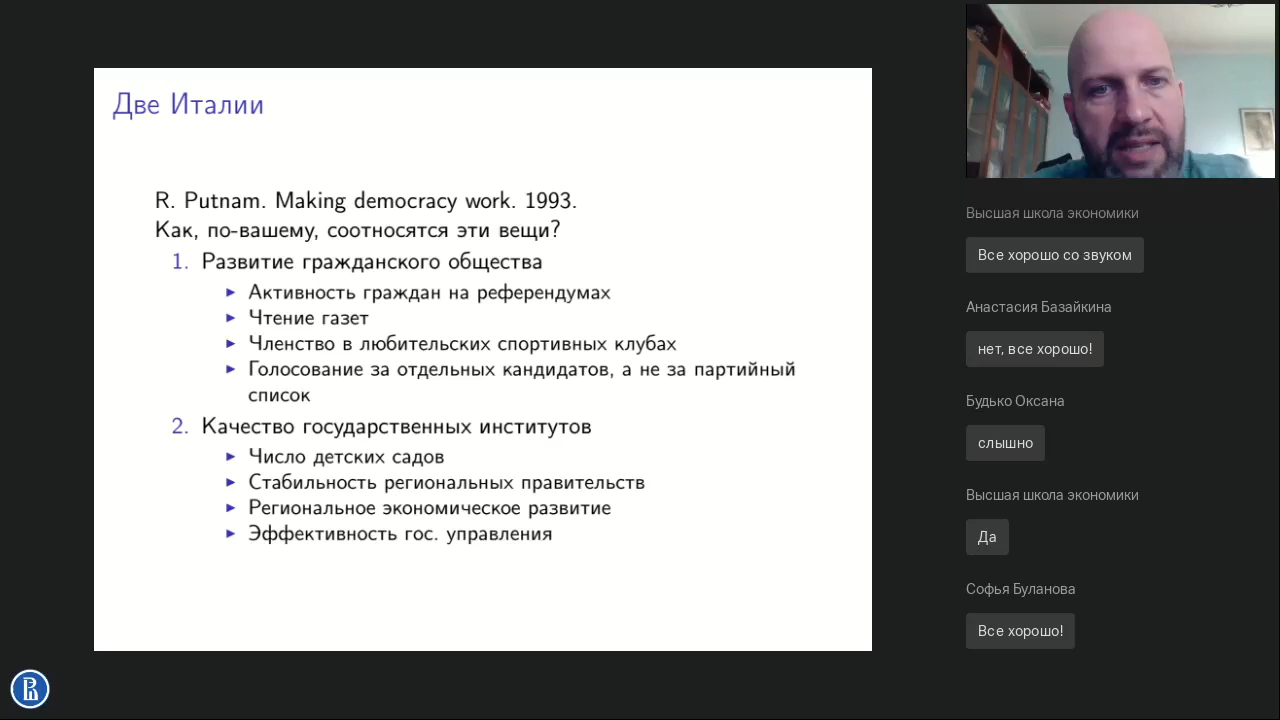 Две Италии
R. Putnam. Making democracy work. 1993.
Как, по-вашему, соотносятся эти вещи?
1. Развитие гражданского общества
▶ Активность граждан на референдумах
▶ Чтение газет
▶ Членство в любительских спортивных клубах
▶ Голосование за отдельных кандидатов, а не за партийный
список
2. Качество государственных институтов
▶ Число детских садов
▶ Стабильность региональных правительств
▶ Региональное экономическое развитие
▶ Эффективность гос. управления
Высшая школа экономики
Все хорошо со звуком
Анастасия Базайкина
нет, все хорошо!
Будько Оксана
слышно
Высшая школа экономики
Да
Софья Буланова
Все хорошо!